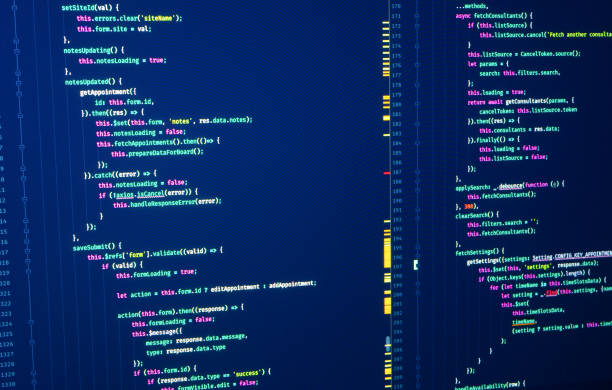 setSiteId(val) {
this.errors.clear('siteName');
this.form.site = val;
},
notesUpdating() {
this.notesLoading = true;
},
notesUpdated() {
getAppointment({
id: this.form.id,
}).then((res) => {
this.$set(this.form, 'notes', res.data.notes);
this.notesLoading = false;
this.fetchAppointments().then(()=> {
this.prepareDataForBoard();
});
}).catch((error) => {
this.notesLoading = false;
if (!axios.isCancel(error)) {
this.handleResponseError(error);
}
});
},
saveSubmit() {
this.$refs['form'].validate((valid) => {
if (valid) {
this.formLoading = true;
let action = this.form.id ? editAppointment : addAppointment;
action(this.form).then((response) => {
this.formLoading = false;
this.$message({
message: response.data.message,
type: response.data.type
});
if (this.form.id) {
if (response.data.type == 'success') {
this.formVisible.edit = false;
...methods,
async fetchConsultants() {
if (this.listSource) {
this.listSource.cancel('Fetch another consulta
}
this.listSource = CancelToken.source();
let params = {
search: this.filters.search,
};
this.loading = true;
return await getConsultants(params, {
cancelToken: this.listSource.token
}).then((res) => {
this.consultants = res.data;
}).finally(() => {
this.loading = false;
this.listSource = false;
});
},
applySearch: _.debounce(function () {
this.fetchConsultants();
}, 300),
clearSearch() {
this.filters.search = '';
this.fetchConsultants();
},
fetchSettings() {
getSettings({settings: Setting.CONFIG_KEY_APPOINTMEN
this.$set(this, 'settings', response.data);
if (Object.keys(this.settings).length) {
for (let timeName in this.timeSlotsData) {
let setting = _.find(this.settings, {nam
this.$set(
this.timeSlotsData,
timeName,
(setting ? setting.value : this.time
);
}
}
});